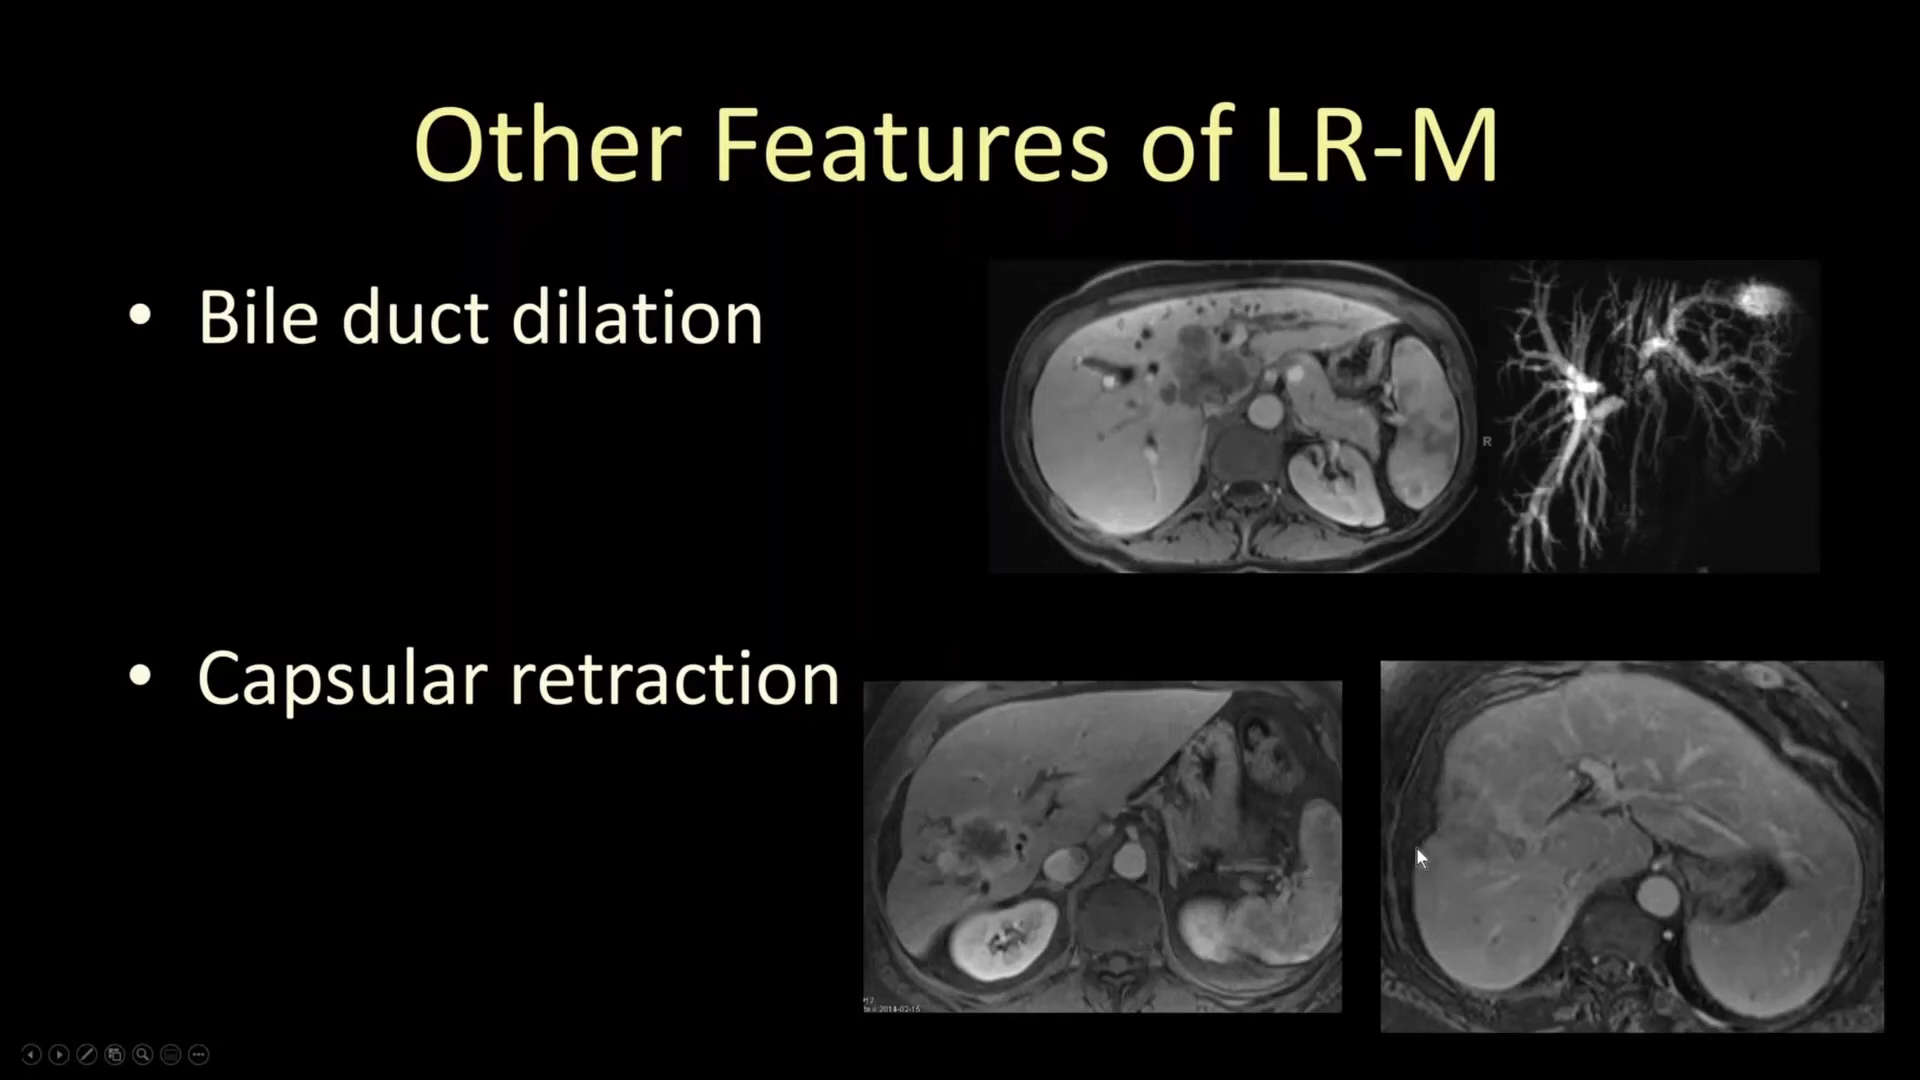 Other Features of LR-M
• Bile duct dilation
R
• Capsular retraction